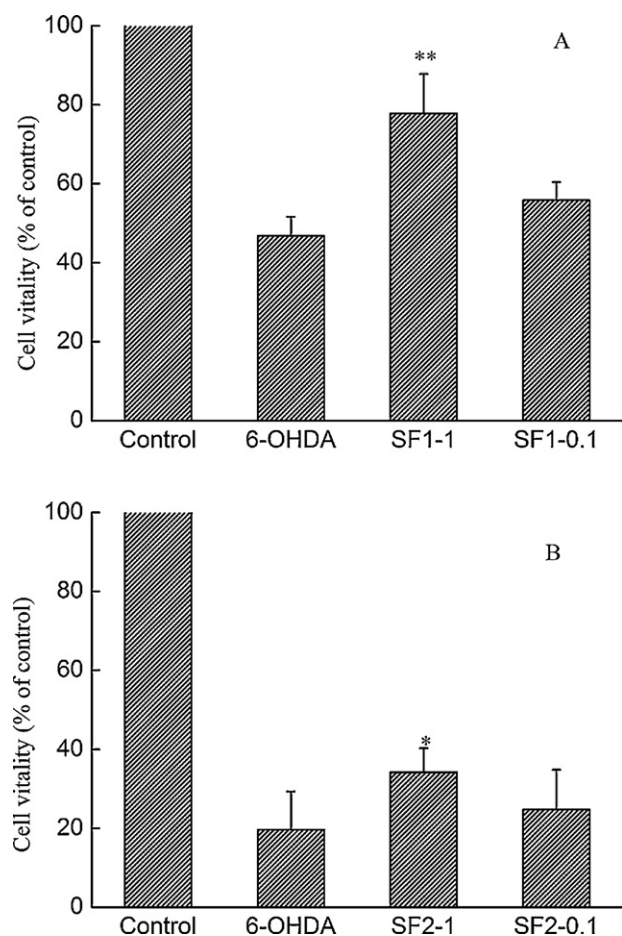 100
A
**
80
60
40
20
0
Cell vitality (% of control)
Control 6-OHDA SF1-1 SF1-0.1
100
B
80
60
40
*
20
0
Cell vitality (% of control)
Control 6-OHDA SF2-1 SF2-0.1